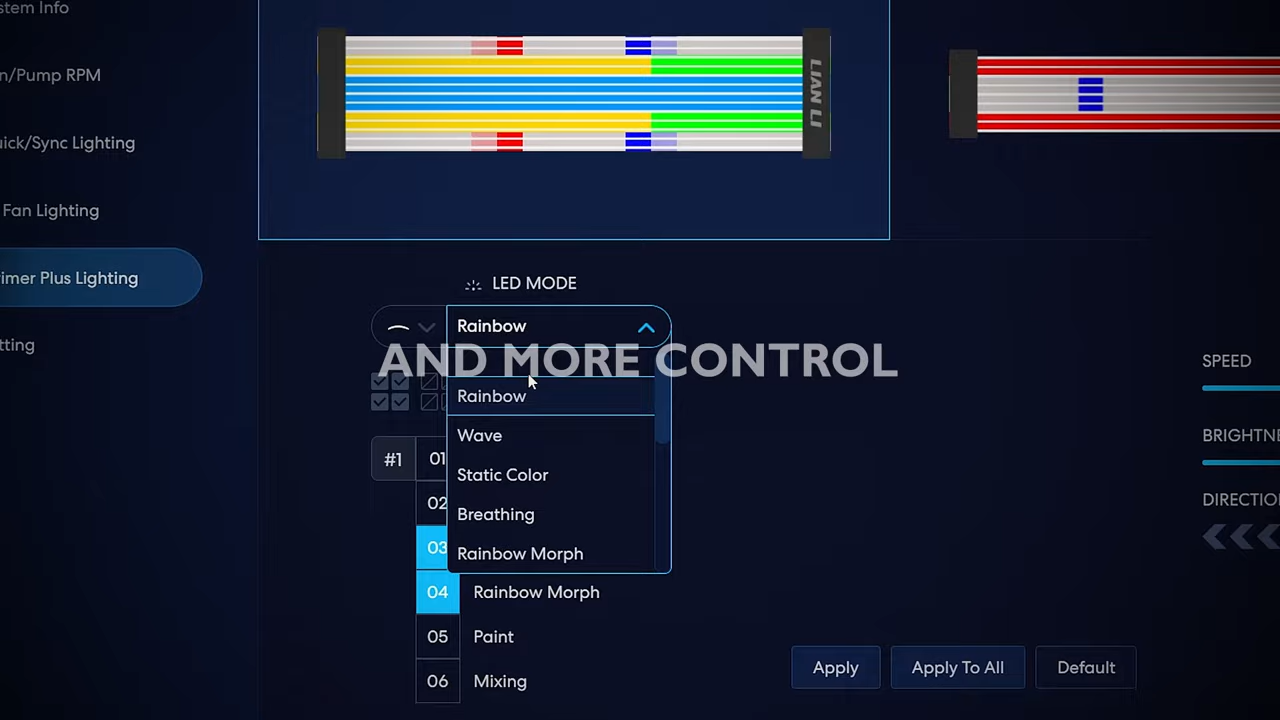 stem Info
n/Pump RPM
uick/Sync Lighting
Fan Lighting
imer Plus Lighting
tting
LIAN LI
LED MODE
Rainbow
AND MORE CONTROL
Rainbow
Wave
Static Color
Breathing
Rainbow Morph
#1
01
02
03
04 Rainbow Morph
05 Paint
06 Mixing
SPEED
BRIGHTNE
DIRECTIO
Apply
Apply To All
Default